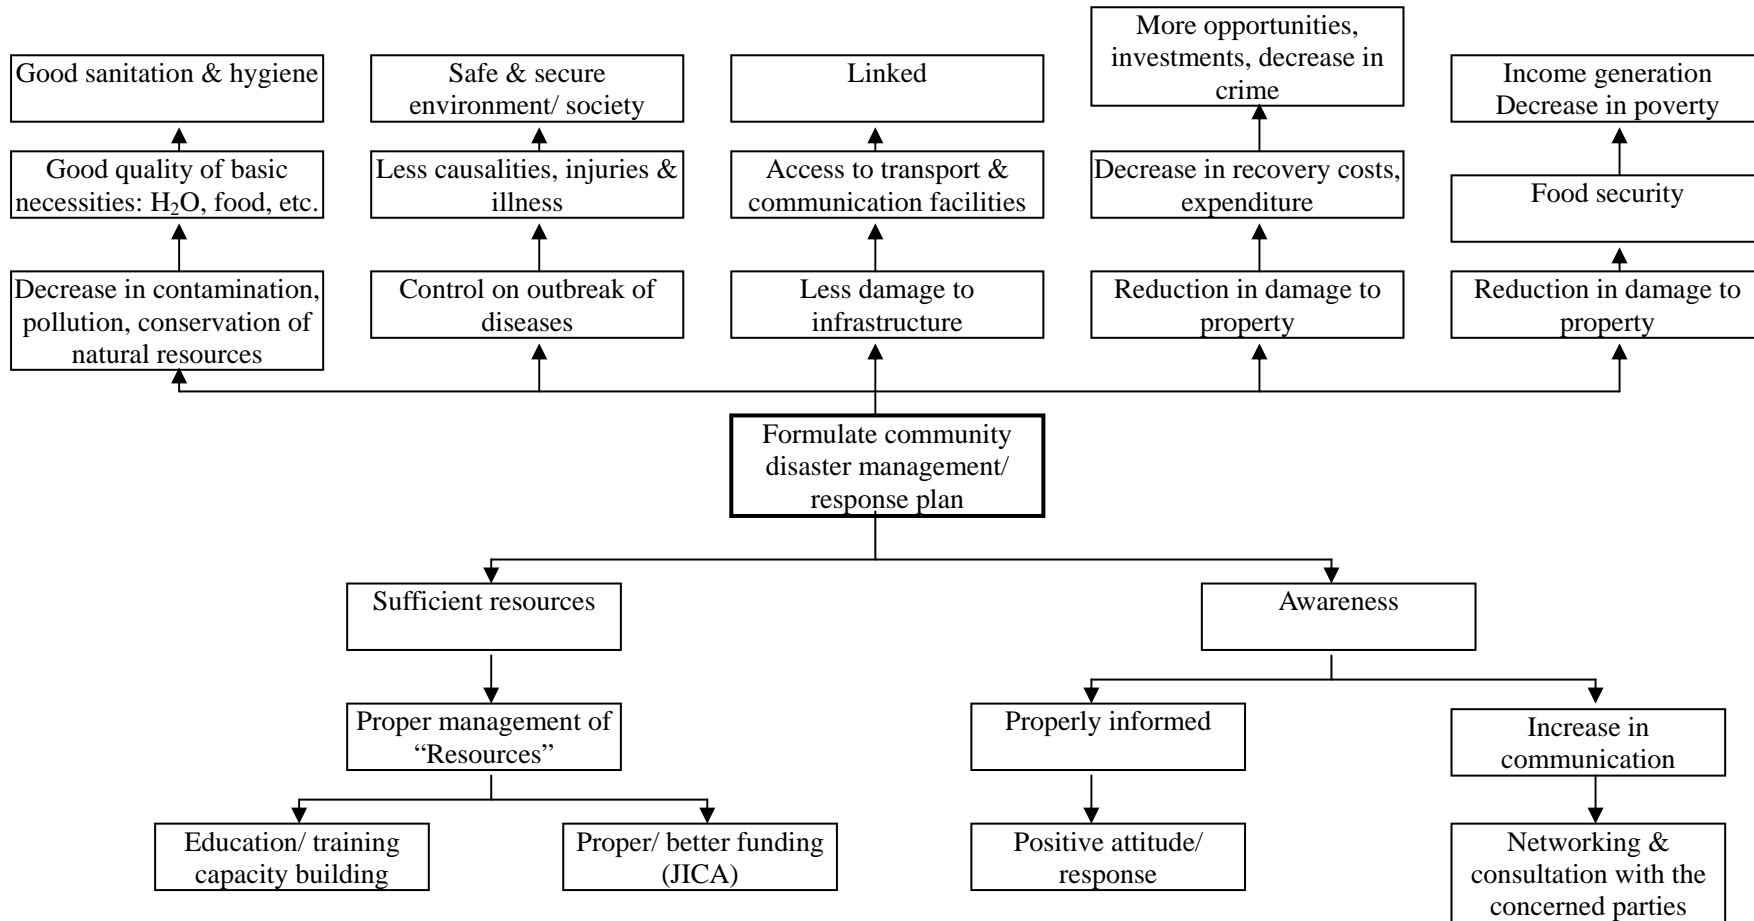 Good sanitation & hygiene
Safe & secure
environment/ society
Linked
More opportunities,
investments, decrease in
crime
Income generation
Decrease in poverty
Good quality of basic
necessities: H₂O, food, etc.
Less causalities, injuries &
illness
Access to transport &
communication facilities
Decrease in recovery costs,
expenditure
Food security
Decrease in contamination,
pollution, conservation of
natural resources
Control on outbreak of
diseases
Less damage to
infrastructure
Reduction in damage to
property
Reduction in damage to
property
Formulate community
disaster management/
response plan
Sufficient resources
Awareness
Proper management of
“Resources”
Properly informed
Increase in
communication
Education/ training
capacity building
Proper/ better funding
(JICA)
Positive attitude/
response
Networking &
consultation with the
concerned parties